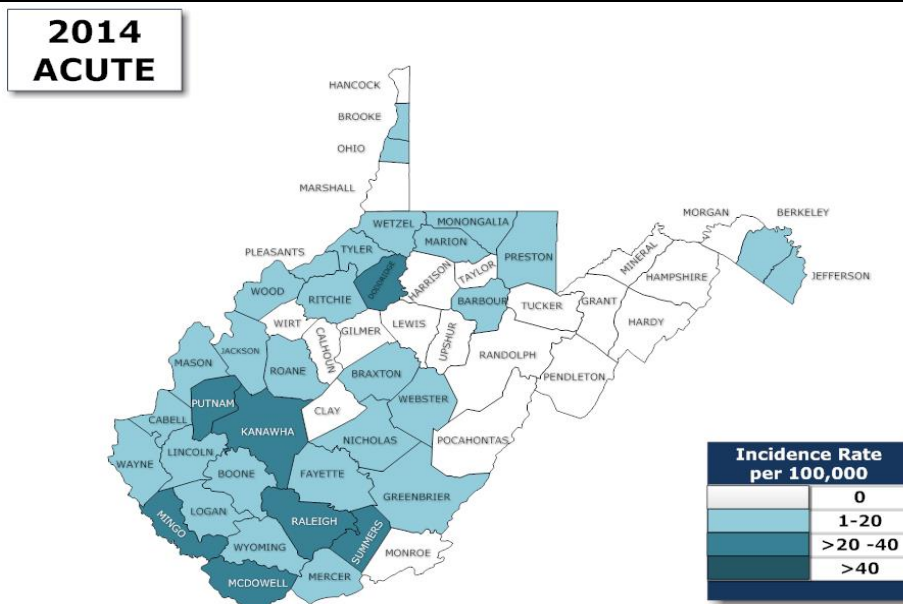 2014
ACUTE
HANCOCK
BROOKE
OHIO
MARSHALL
MORGAN
BERKELEY
WETZEL
MONONGALIA
PLEASANTS
TYLER
MARION
PRESTON
MINERAL
HAMPSHIRE
JEFFERSON
WOOD
RITCHIE
DODDRIDGE
HARRISON
TAYLOR
BARBOUR
TUCKER
GRANT
HARDY
WIRT
CALHOUN
GILMER
LEWIS
UPSHUR
RANDOLPH
PENDLETON
MASON
JACKSON
ROANE
BRAXTON
WEBSTER
PUTNAM
CLAY
CABELL
KANAWHA
NICHOLAS
POCAHONTAS
WAYNE
LINCOLN
BOONE
FAYETTE
GREENBRIER
LOGAN
MINGO
RALEIGH
SUMMERS
WYOMING
MONROE
MCDOWELL
MERCER
Incidence Rate
per 100,000
0
1-20
>20 -40
>40